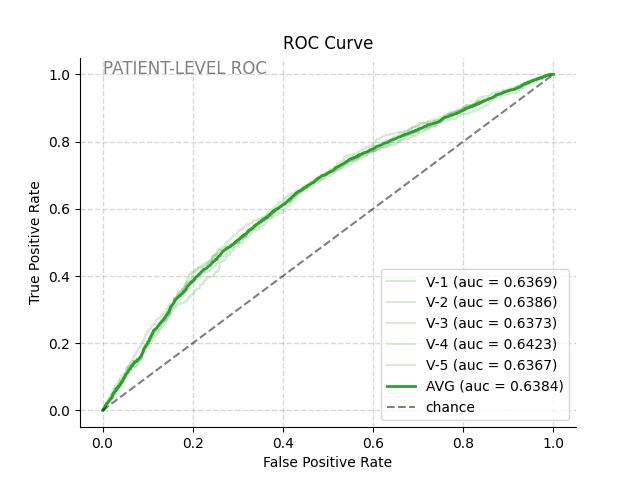 ROC Curve
PATIENT-LEVEL ROC
1.0
0.8
0.6
0.4
0.2
0.0
True Positive Rate
V-1 (auc = 0.6369)
V-2 (auc = 0.6386)
V-3 (auc = 0.6373)
V-4 (auc = 0.6423)
V-5 (auc = 0.6367)
AVG (auc = 0.6384)
chance
0.0 0.2 0.4 0.6 0.8 1.0
False Positive Rate